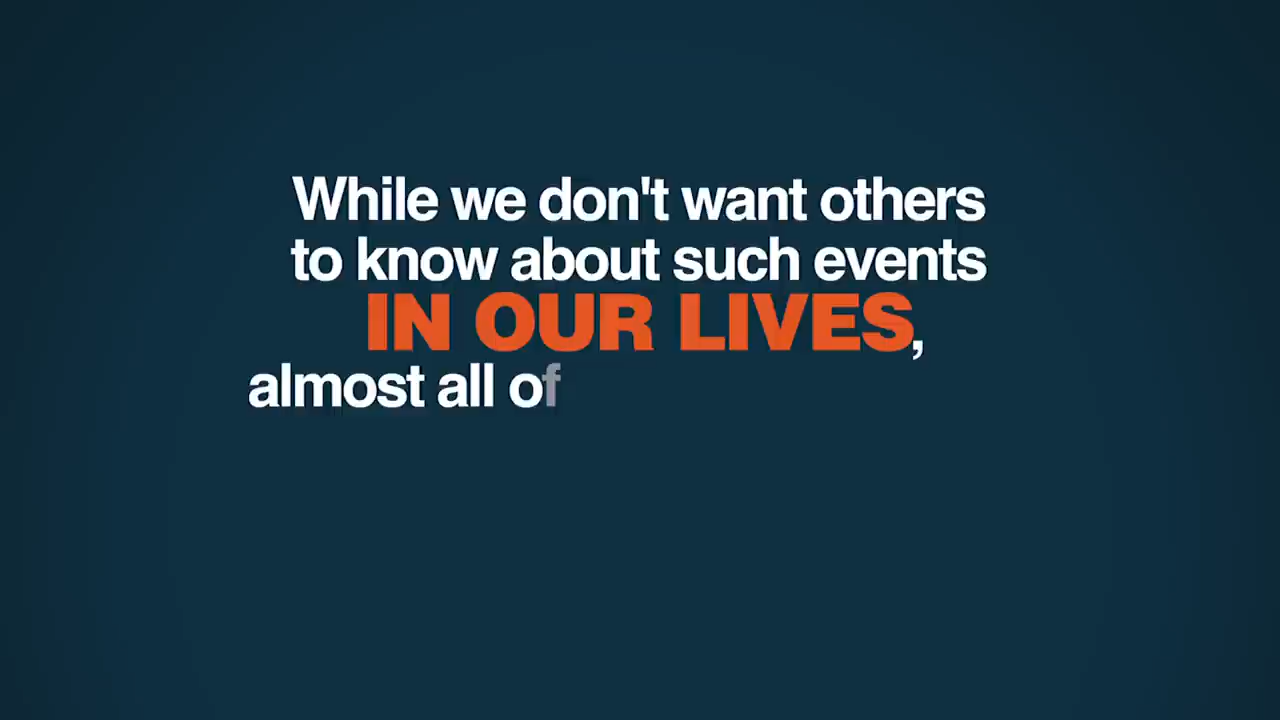 While we don't want others
to know about such events
IN OUR LIVES,
almost all of